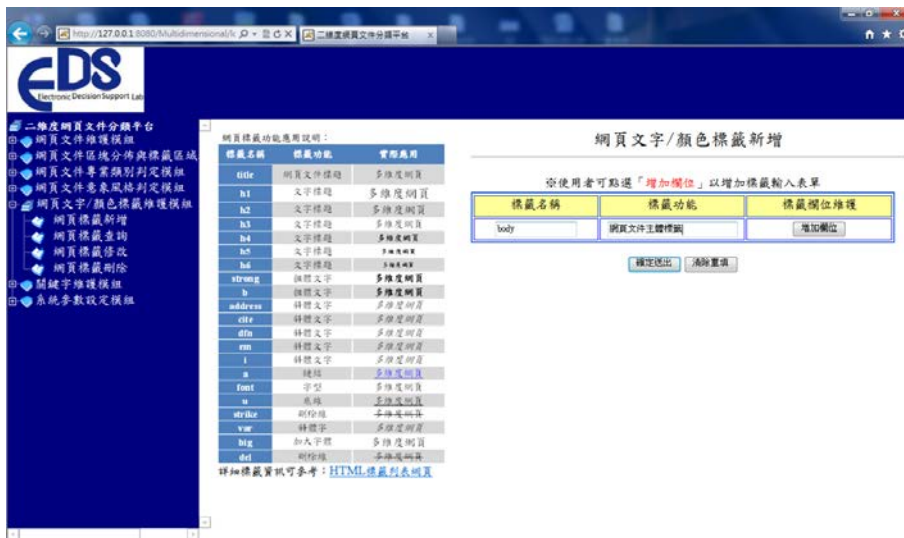 http://127.0.0.1:8080/Multidimensional/k
二維度網頁文件分類平台
EDS
Electronic Decision Support Lab
二維度網頁文件分類平台
網頁文件維護模組
網頁文件區塊分佈與標籤區域
網頁文件專業類別判定模組
網頁文件意象風格判定模組
網頁文字/顏色標籤維護模組
網頁標籤新增
網頁標籤查詢
網頁標籤修改
網頁標籤刪除
關鍵字維護模組
系統參數設定模組
網頁標籤功能應用說明:
標籤名稱 標籤功能 實際應用
title 網頁文件標題 多維度網頁
h1 文字標題 多維度網頁
h2 文字標題 多維度網頁
h3 文字標題 多維度網頁
h4 文字標題 多維度網頁
h5 文字標題 多維度網頁
h6 文字標題 多維度網頁
strong 粗體文字 多維度網頁
b 粗體文字 多維度網頁
address 斜體文字 多維度網頁
cite 斜體文字 多維度網頁
dfn 斜體文字 多維度網頁
em 斜體文字 多維度網頁
i 斜體文字 多維度網頁
a 鏈結 多維度網頁
font 字型 多維度網頁
u 底線 多維度網頁
strike 刪除線 多維度網頁
var 斜體字 多維度網頁
big 加大字體 多維度網頁
del 刪除線 多維度網頁
詳細標籤資訊可參考:HTML標籤列表網頁
網頁文字/顏色標籤新增
※使用者可點選「增加欄位」以增加標籤輸入表單
標籤名稱 標籤功能 標籤欄位維護
body 網頁文件主體標籤 增加欄位
確定送出 清除重填